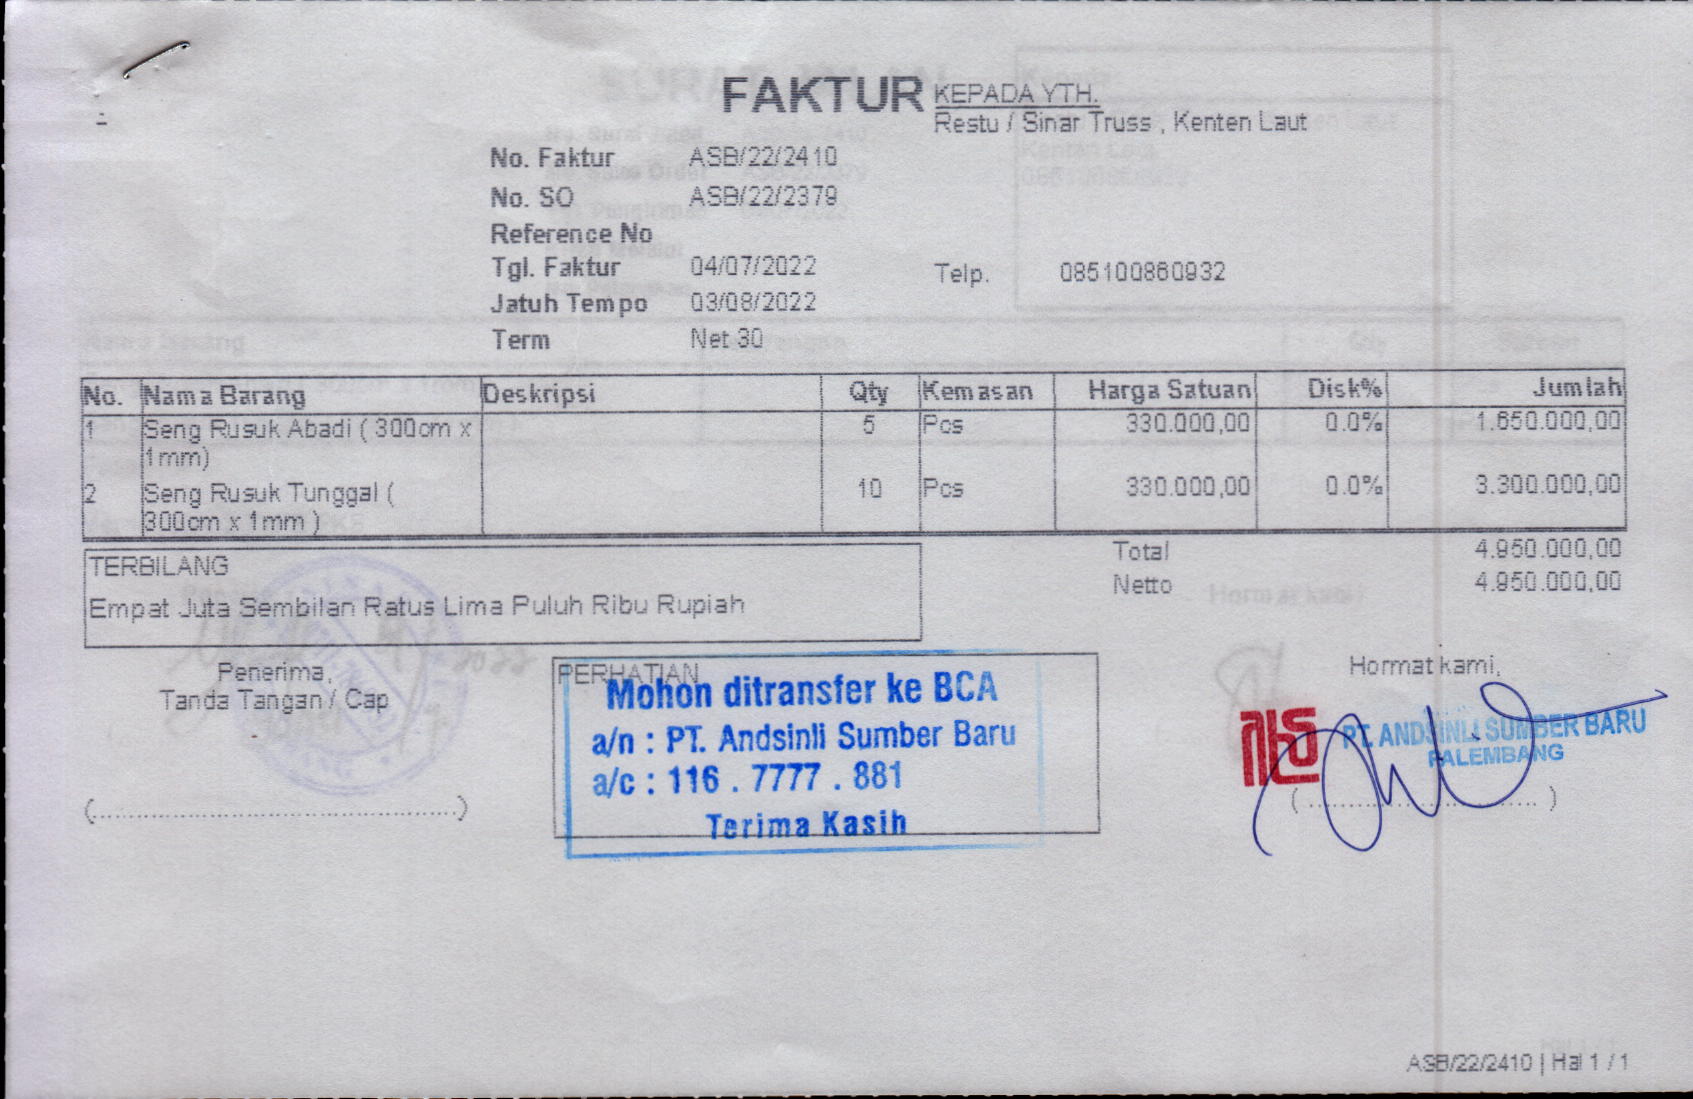 FAKTUR
KEPADA YTH.
Restu / Sinar Truss , Kenten Laut
No. Faktur ASB/22/2410
No. SO ASB/22/2379
Reference No
Tgl. Faktur 04/07/2022
Telp. 085100860932
Jatuh Tempo 03/08/2022
Term Net 30
No. Nama Barang Deskripsi Qty Kemasan Harga Satuan Disk% Jumlah
1 Seng Rusuk Abadi ( 300cm x 5 Pcs 330.000,00 0.0% 1.650.000,00
1mm)
2 Seng Rusuk Tunggal ( 10 Pcs 330.000,00 0.0% 3.300.000,00
300cm x 1mm )
TERBILANG
Empat Juta Sembilan Ratus Lima Puluh Ribu Rupiah
Total 4.950.000,00
Netto 4.950.000,00
Penerima,
Tanda Tangan / Cap
(................................................)
PERHATIAN
Mohon ditransfer ke BCA
a/n : PT. Andsinli Sumber Baru
a/c : 116 . 7777 . 881
Terima Kasih
Hormat kami,
PT. ANDSINLI SUMBER BARU
PALEMBANG
( .............................. )
ASB/22/2410 | Hal 1 / 1